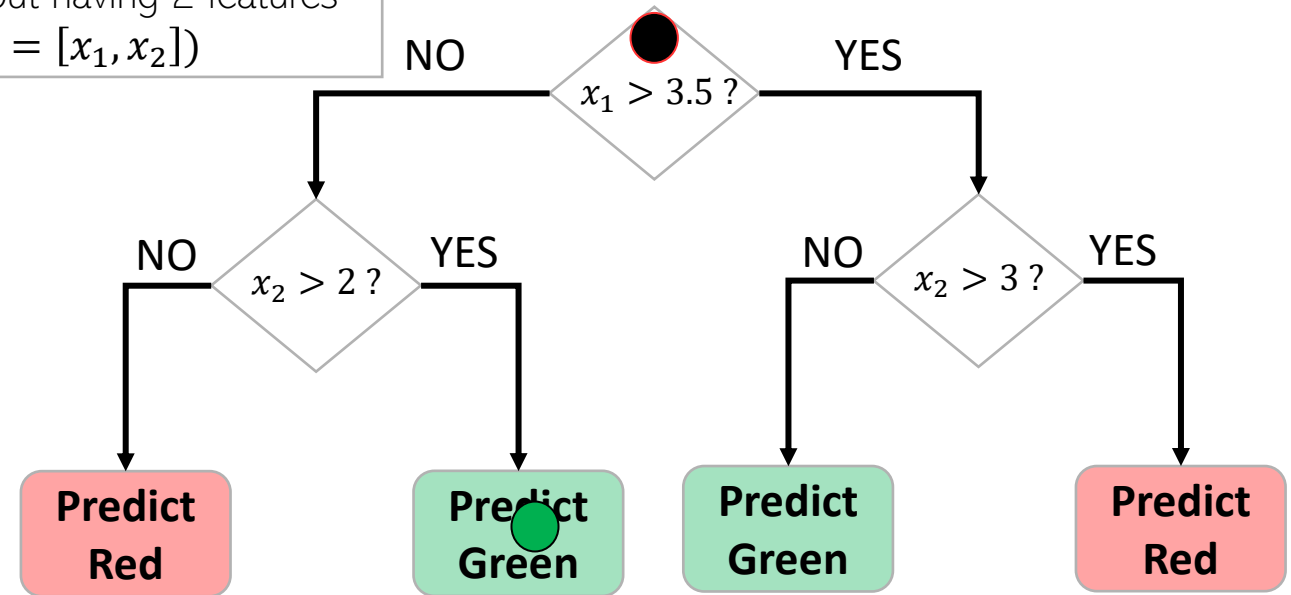 having 2 features
= [x₁, x₂])
NO
YES
x₁ > 3.5 ?
NO
YES
NO
YES
x₂ > 2 ?
x₂ > 3 ?
Predict
Red
Predict
Green
Predict
Green
Predict
Red